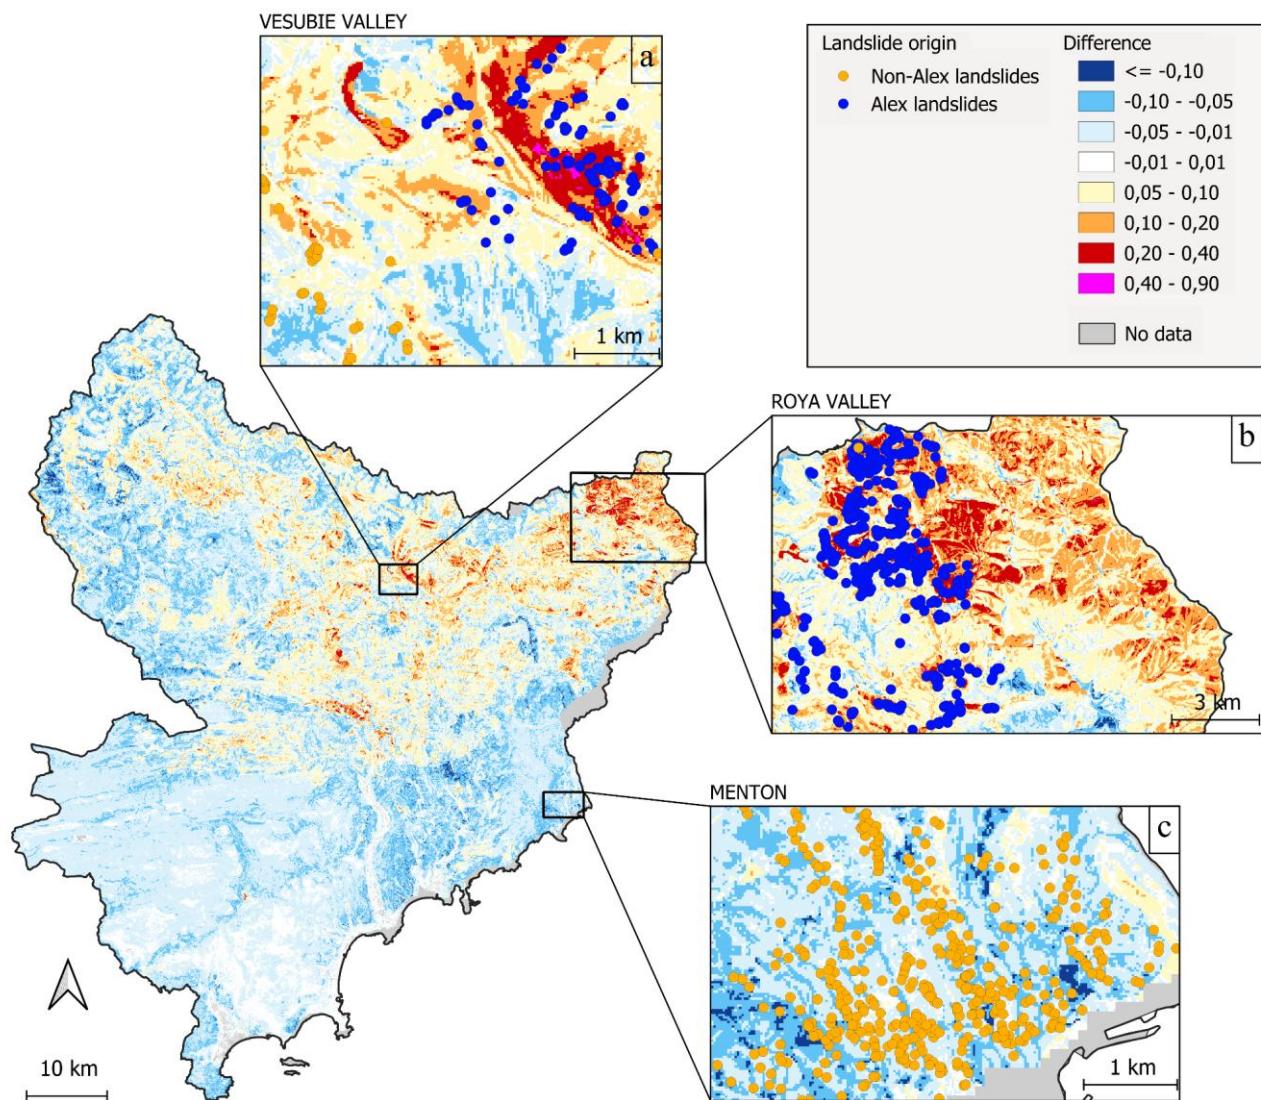 VESUBIE VALLEY
a
1 km
Landslide origin
Non-Alex landslides
Alex landslides
Difference
<= -0,10
-0,10 - -0,05
-0,05 - -0,01
-0,01 - 0,01
0,05 - 0,10
0,10 - 0,20
0,20 - 0,40
0,40 - 0,90
No data
ROYA VALLEY
b
3 km
MENTON
c
1 km
10 km